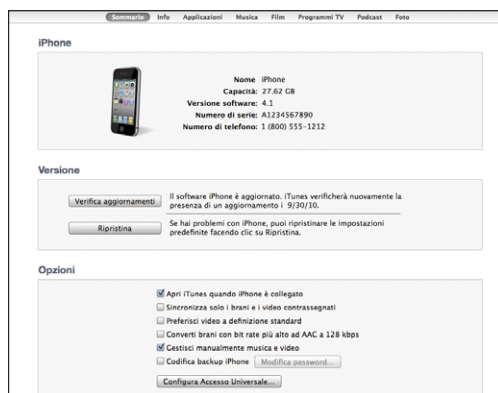 Sommario Info Applicazioni Musica Film Programmi TV Podcast Foto
iPhone
Nome iPhone
Capacità: 27.62 GB
Versione software: 4.1
Numero di serie: A1234567890
Numero di telefono: 1 (800) 555-1212
Versione
Verifica aggiornamenti
Il software iPhone è aggiornato. iTunes verificherà nuovamente la
presenza di un aggiornamento i 9/30/10.
Ripristina
Se hai problemi con iPhone, puoi ripristinare le impostazioni
predefinite facendo clic su Ripristina.
Opzioni
Apri iTunes quando iPhone è collegato
Sincronizza solo i brani e i video contrassegnati
Preferisci video a definizione standard
Converti brani con bit rate più alto ad AAC a 128 kbps
Gestisci manualmente musica e video
Codifica backup iPhone Modifica password...
Configura Accesso Universale...